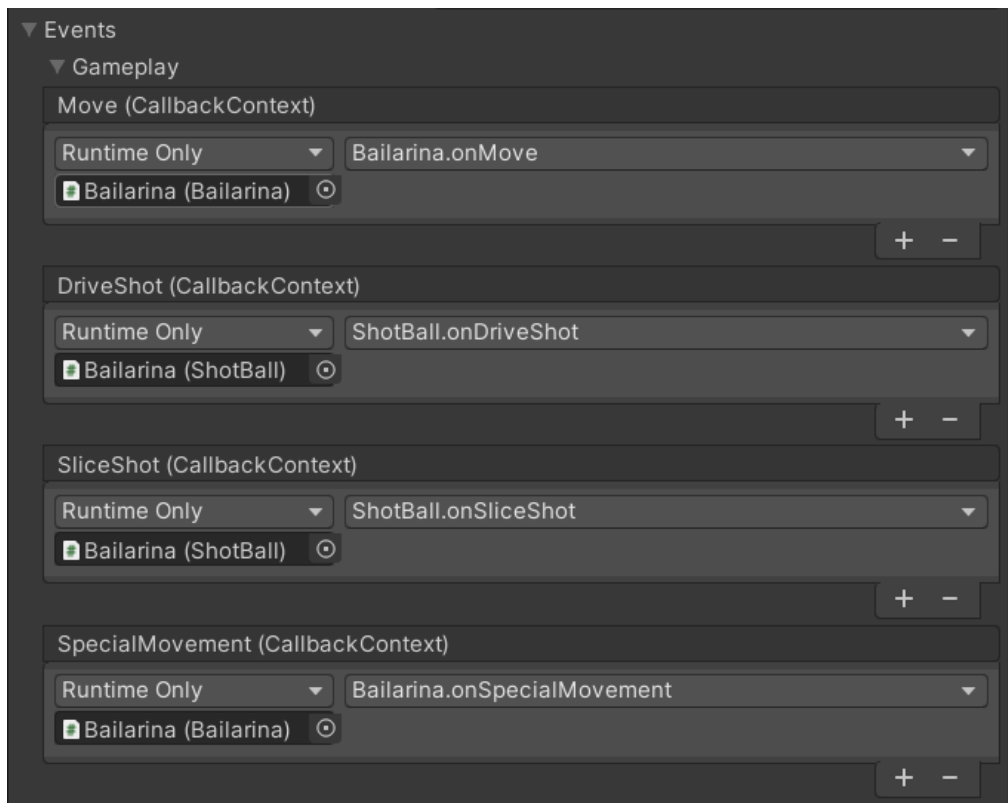 Events
Gameplay
Move (CallbackContext)
Runtime Only Bailarina.onMove
Bailarina (Bailarina)
+ −
DriveShot (CallbackContext)
Runtime Only ShotBall.onDriveShot
Bailarina (ShotBall)
+ −
SliceShot (CallbackContext)
Runtime Only ShotBall.onSliceShot
Bailarina (ShotBall)
+ −
SpecialMovement (CallbackContext)
Runtime Only Bailarina.onSpecialMovement
Bailarina (Bailarina)
+ −